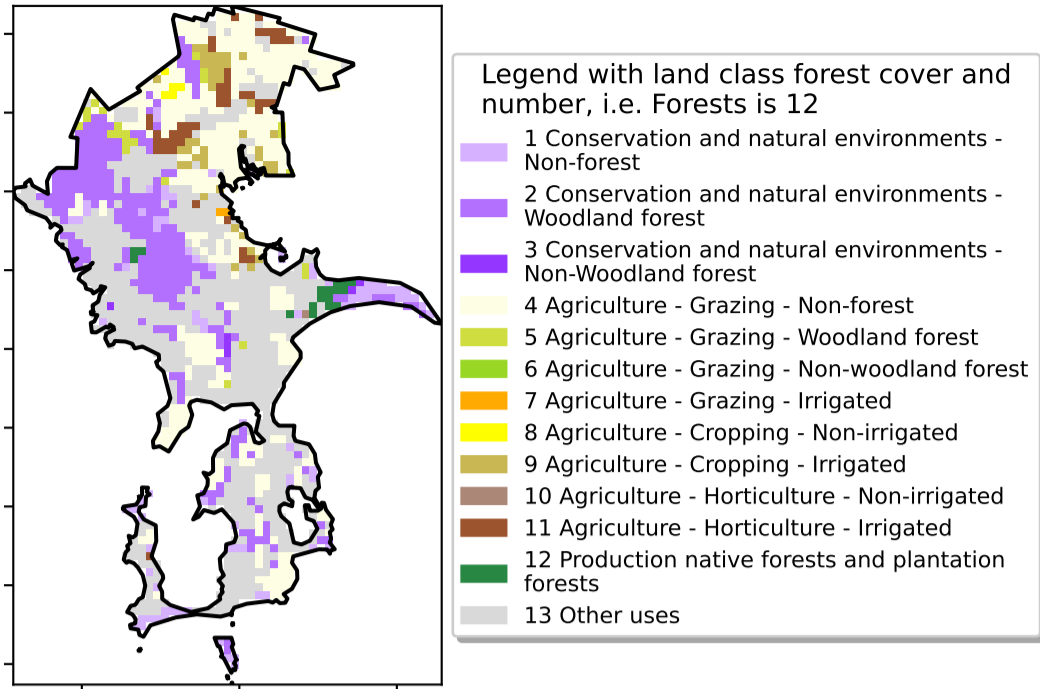 Legend with land class forest cover and
number, i.e. Forests is 12
1 Conservation and natural environments -
Non-forest
2 Conservation and natural environments -
Woodland forest
3 Conservation and natural environments -
Non-Woodland forest
4 Agriculture - Grazing - Non-forest
5 Agriculture - Grazing - Woodland forest
6 Agriculture - Grazing - Non-woodland forest
7 Agriculture - Grazing - Irrigated
8 Agriculture - Cropping - Non-irrigated
9 Agriculture - Cropping - Irrigated
10 Agriculture - Horticulture - Non-irrigated
11 Agriculture - Horticulture - Irrigated
12 Production native forests and plantation
forests
13 Other uses